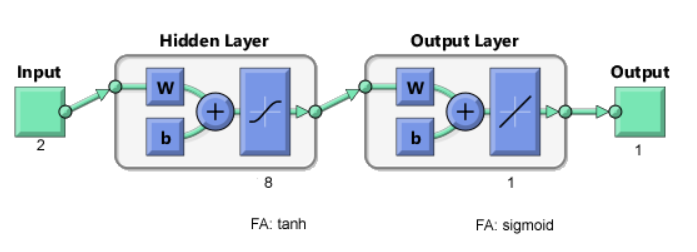 Hidden Layer
Output Layer
Input
Output
W
b
+
W
b
+
2
8
1
1
FA: tanh
FA: sigmoid